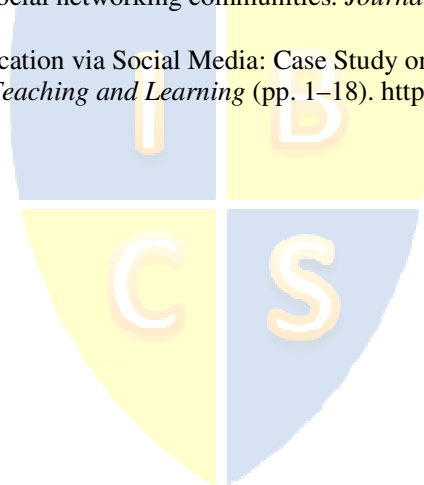 ocial networking communities. Journa
cation via Social Media: Case Study or
Teaching and Learning (pp. 1–18). http
I B
C S